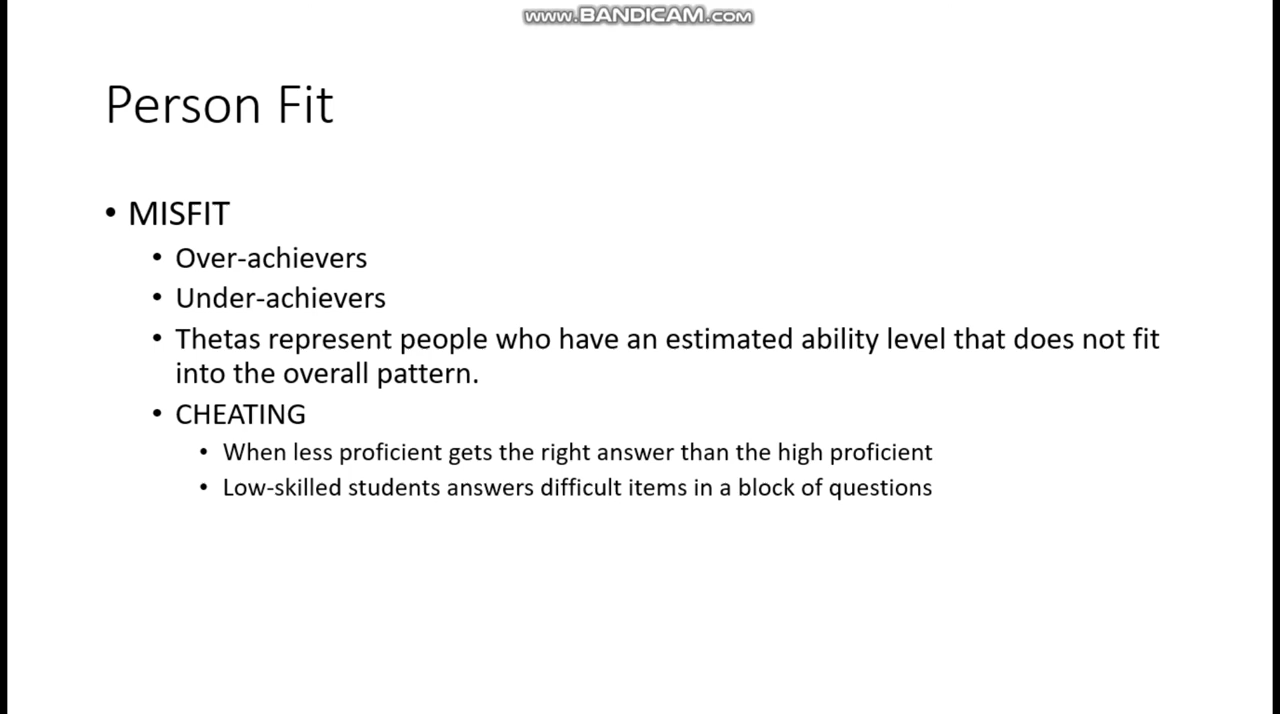 www.BANDICAM.com
Person Fit
• MISFIT
• Over-achievers
• Under-achievers
• Thetas represent people who have an estimated ability level that does not fit
into the overall pattern.
• CHEATING
• When less proficient gets the right answer than the high proficient
• Low-skilled students answers difficult items in a block of questions